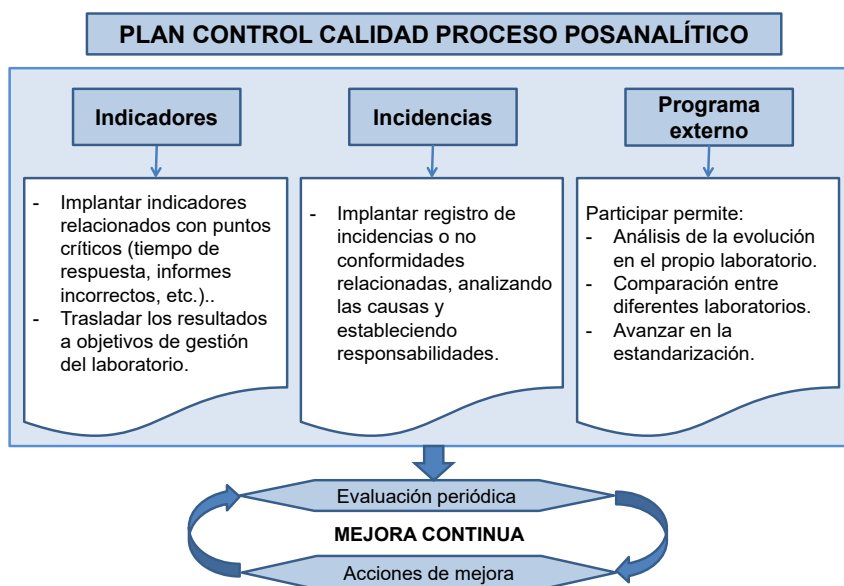 PLAN CONTROL CALIDAD PROCESO POSANALÍTICO
Indicadores
- Implantar indicadores
relacionados con puntos
críticos (tiempo de
respuesta, informes
incorrectos, etc.)..
- Trasladar los resultados
a objetivos de gestión
del laboratorio.
Incidencias
- Implantar registro de
incidencias o no
conformidades
relacionadas, analizando
las causas y
estableciendo
responsabilidades.
Programa
externo
Participar permite:
- Análisis de la evolución
en el propio laboratorio.
- Comparación entre
diferentes laboratorios.
- Avanzar en la
estandarización.
Evaluación periódica
MEJORA CONTINUA
Acciones de mejora